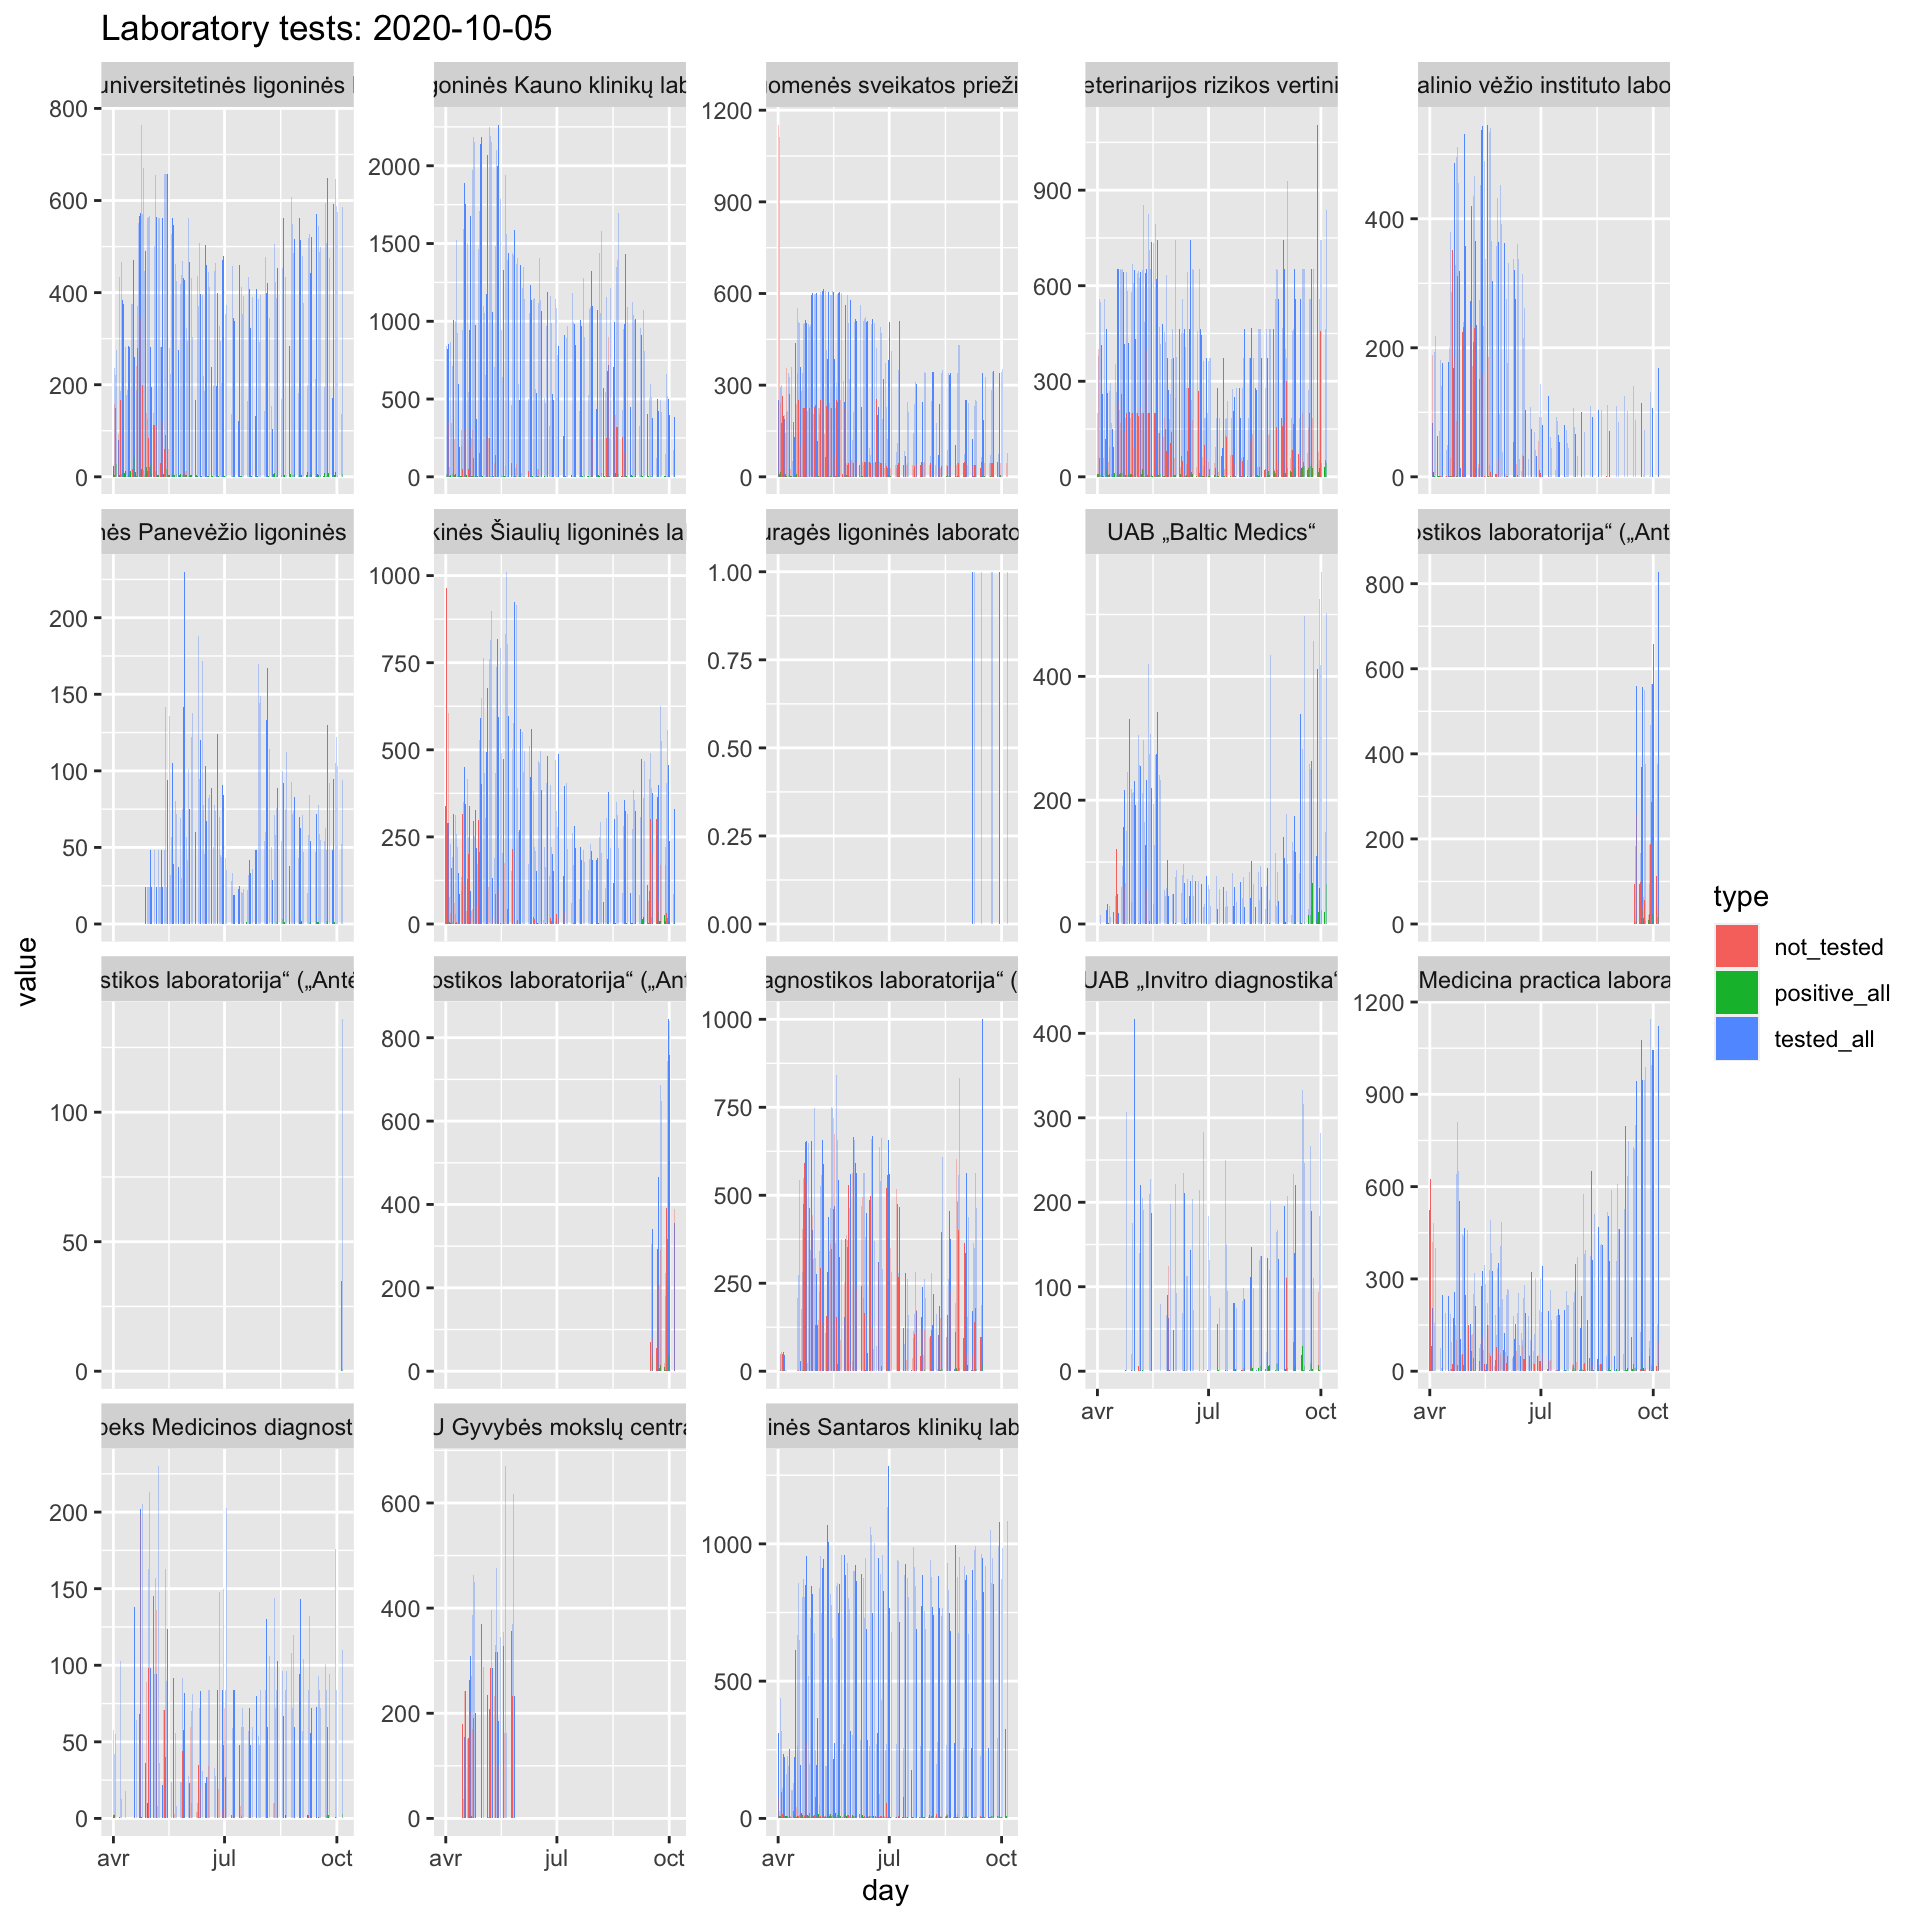 Laboratory tests: 2020-10-05
universitetinės ligoninės
goninės Kauno klinikų lab
omenės sveikatos prieži
eterinarijos rizikos vertini
alinio vėžio instituto labo
800
600
400
200
0
2000
1500
1000
500
0
1200
900
600
300
0
900
600
300
0
400
200
0
nės Panevėžio ligoninės
kinės Šiaulių ligoninės la
uragės ligoninės laborato
UAB „Baltic Medics“
ostikos laboratorija“ („Ant
200
150
100
50
0
1000
750
500
250
0
1.00
0.75
0.50
0.25
0.00
400
200
0
800
600
400
200
0
stikos laboratorija“ („Anté
ostikos laboratorija“ („Ant
agnostikos laboratorija“ (
UAB „Invitro diagnostika“
Medicina practica labora
100
50
0
800
600
400
200
0
1000
750
500
250
0
400
300
200
100
0
1200
900
600
300
0
avr jul oct
avr jul oct
peks Medicinos diagnost
U Gyvybės mokslų centra
inės Santaros klinikų lab
200
150
100
50
0
600
400
200
0
1000
500
0
avr jul oct
avr jul oct
avr jul oct
day
value
type
not_tested
positive_all
tested_all